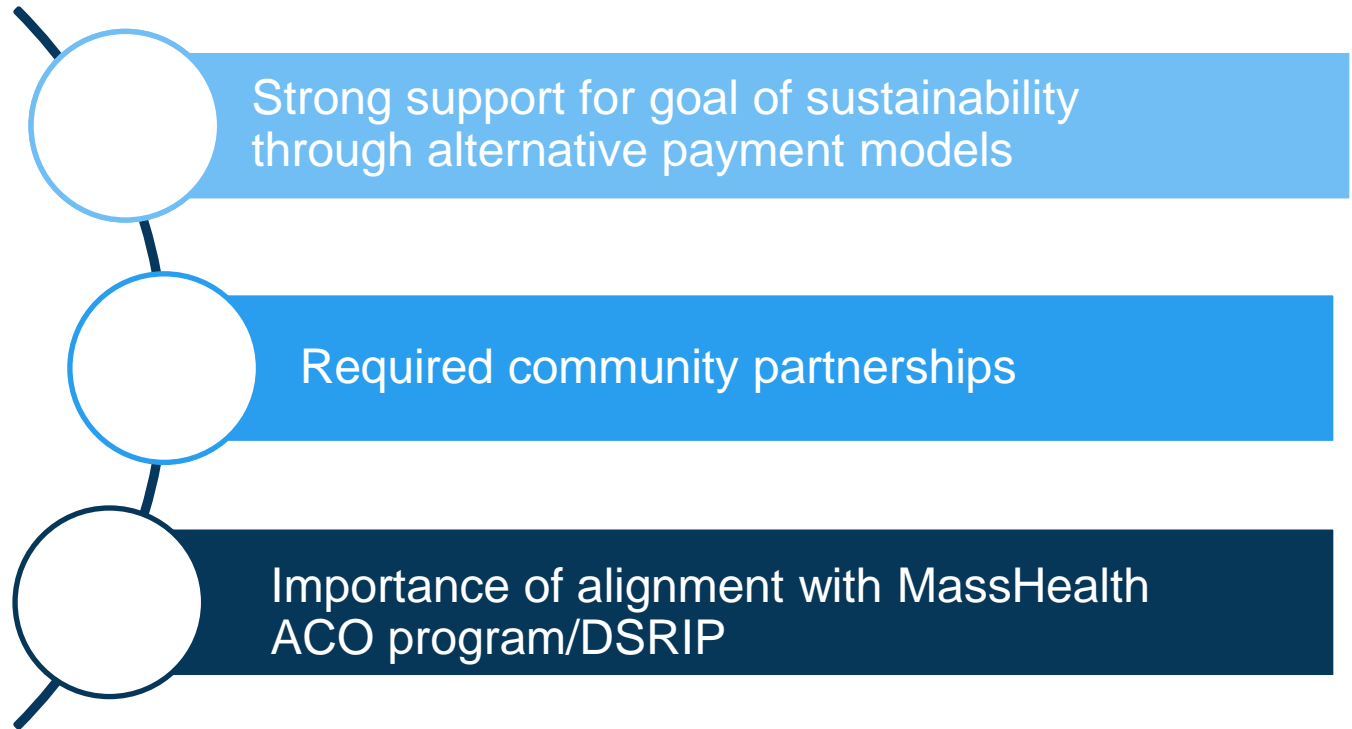 Strong support for goal of sustainability
through alternative payment models
Required community partnerships
Importance of alignment with MassHealth
ACO program/DSRIP